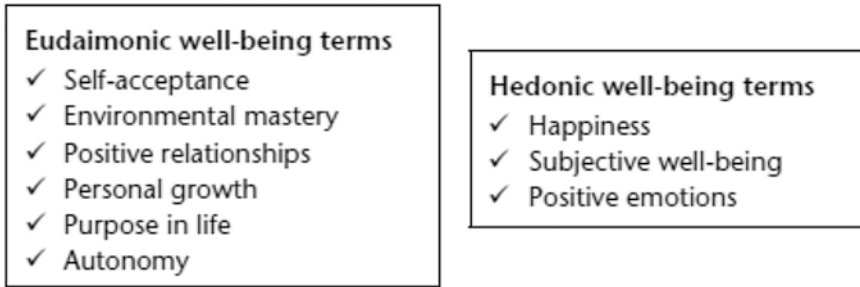 Eudaimonic well-being terms
✓ Self-acceptance
✓ Environmental mastery
✓ Positive relationships
✓ Personal growth
✓ Purpose in life
✓ Autonomy
Hedonic well-being terms
✓ Happiness
✓ Subjective well-being
✓ Positive emotions